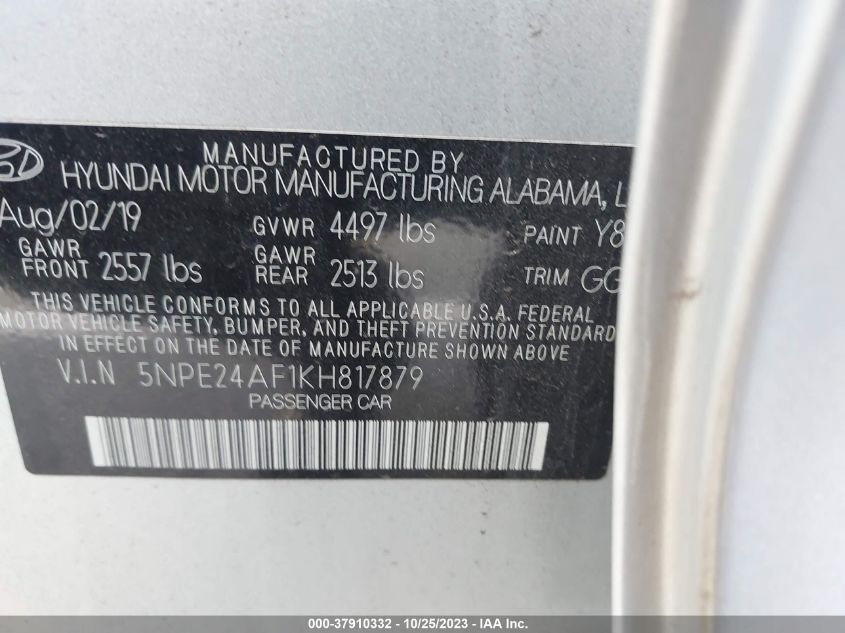 MANUFACTURED BY
HYUNDAI MOTOR MANUFACTURING ALABAMA, L
Aug/02/19 GVWR 4497 lbs PAINT Y8
GAWR FRONT 2557 lbs GAWR REAR 2513 lbs TRIM GG
THIS VEHICLE CONFORMS TO ALL APPLICABLE U.S.A. FEDERAL
MOTOR VEHICLE SAFETY, BUMPER, AND THEFT PREVENTION STANDARD
IN EFFECT ON THE DATE OF MANUFACTURE SHOWN ABOVE
V.I.N 5NPE24AF1KH817879
PASSENGER CAR
000-37910332 - 10/25/2023 - IAA Inc.